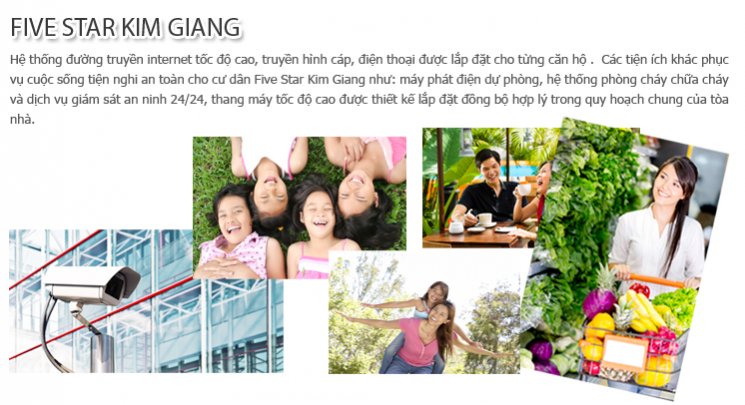 FIVE STAR KIM GIANG
Hệ thống đường truyền internet tốc độ cao, truyền hình cáp, điện thoại được lắp đặt cho từng căn hộ . Các tiện ích khác phục
vụ cuộc sống tiện nghi an toàn cho cư dân Five Star Kim Giang như: máy phát điện dự phòng, hệ thống phòng cháy chữa cháy
và dịch vụ giám sát an ninh 24/24, thang máy tốc độ cao được thiết kế lắp đặt đồng bộ hợp lý trong quy hoạch chung của tòa
nhà.